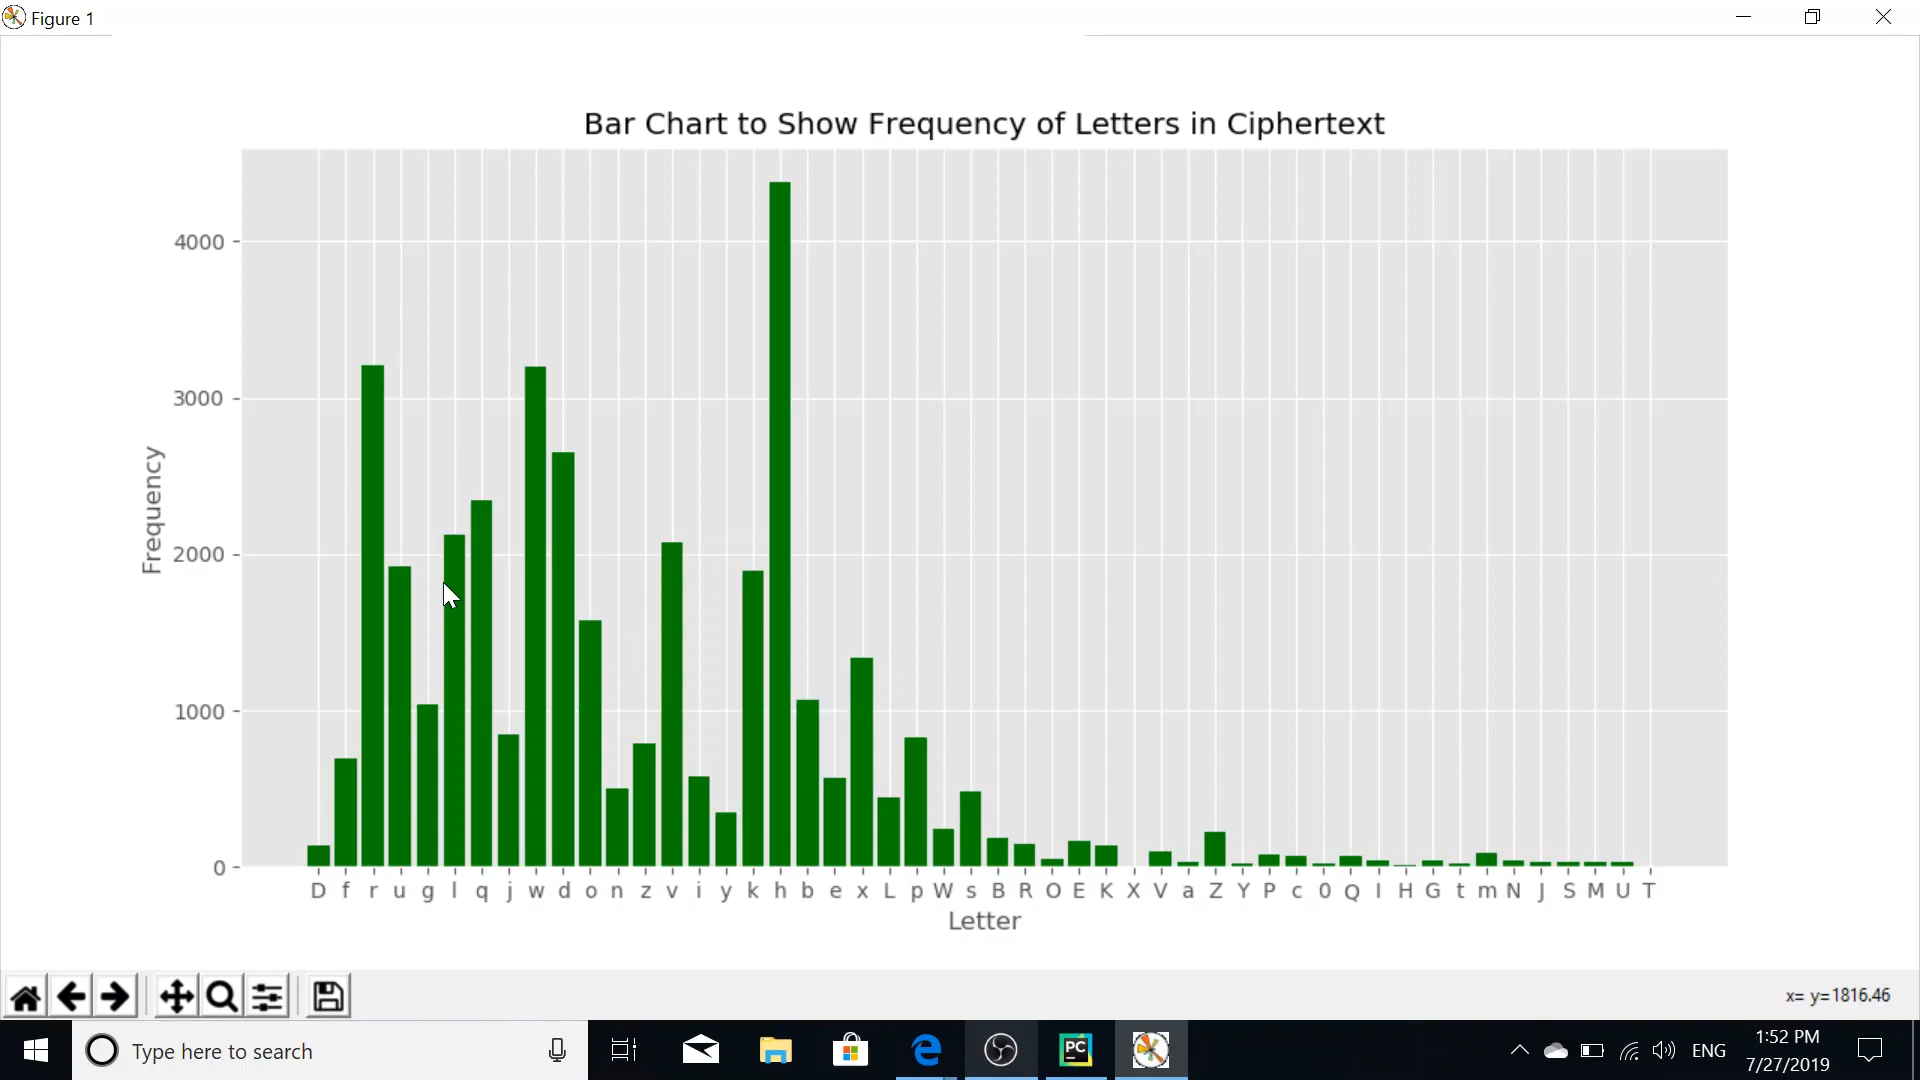 Figure 1
Bar Chart to Show Frequency of Letters in Ciphertext
4000
3000
2000
1000
0
Frequency
D f r u g l q j w d o n z v i y k h b e x L p W s B R O E K X V a Z Y P c 0 Q I H G t m N J S M U T
Letter
x= y=1816.46
Type here to search
PC
ENG
1:52 PM
7/27/2019